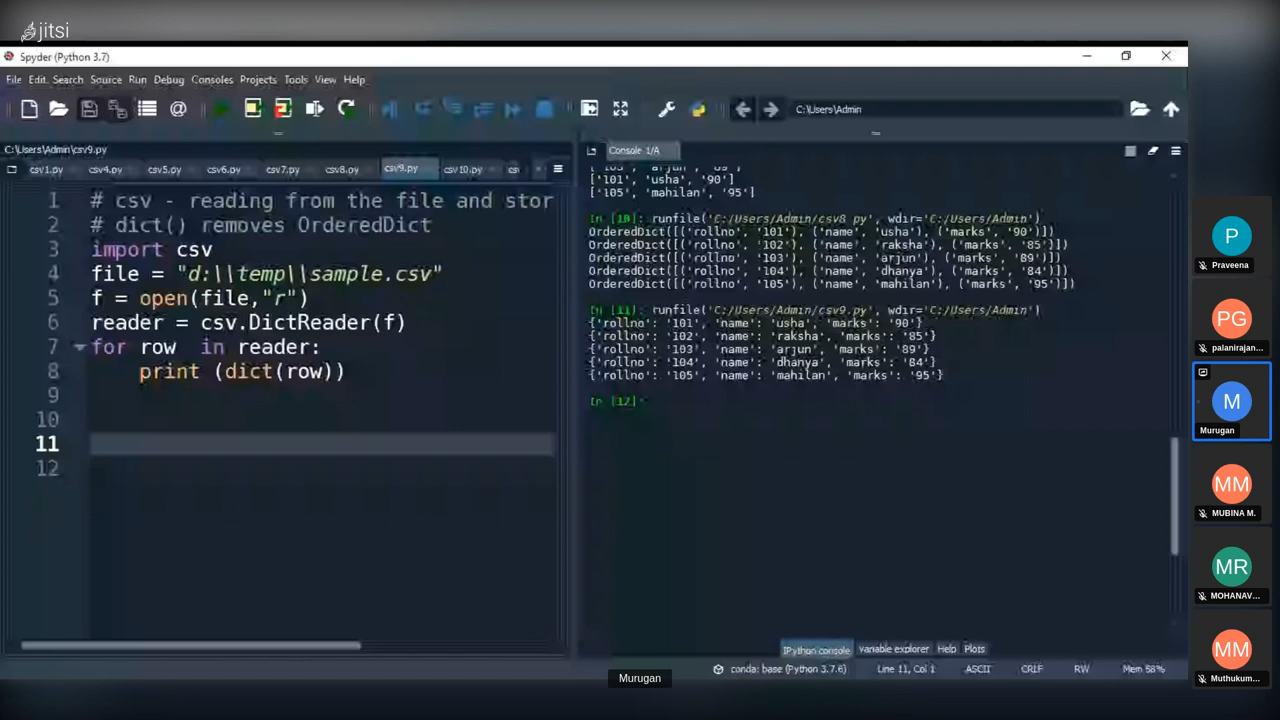 jitsi
Spyder (Python 3.7)
File Edit Search Source Run Debug Consoles Projects Tools View Help
C:\Users\Admin
C:\Users\Admin\csv9.py
csv1.py csv4.py csv5.py csv6.py csv7.py csv8.py csv9.py csv10.py csv
1 # csv - reading from the file and stor
2 # dict() removes OrderedDict
3 import csv
4 file = "d:\\temp\\sample.csv"
5 f = open(file,"r")
6 reader = csv.DictReader(f)
7 for row  in reader:
8     print (dict(row))
9
10
11
12
Console 1/A
['103', 'arjun', '89']
['101', 'usha', '90']
['105', 'mahilan', '95']
In [10]: runfile('C:/Users/Admin/csv8.py', wdir='C:/Users/Admin')
OrderedDict([('rollno', '101'), ('name', 'usha'), ('marks', '90')])
OrderedDict([('rollno', '102'), ('name', 'raksha'), ('marks', '85')])
OrderedDict([('rollno', '103'), ('name', 'arjun'), ('marks', '89')])
OrderedDict([('rollno', '104'), ('name', 'dhanya'), ('marks', '84')])
OrderedDict([('rollno', '105'), ('name', 'mahilan'), ('marks', '95')])
In [11]: runfile('C:/Users/Admin/csv9.py', wdir='C:/Users/Admin')
{'rollno': '101', 'name': 'usha', 'marks': '90'}
{'rollno': '102', 'name': 'raksha', 'marks': '85'}
{'rollno': '103', 'name': 'arjun', 'marks': '89'}
{'rollno': '104', 'name': 'dhanya', 'marks': '84'}
{'rollno': '105', 'name': 'mahilan', 'marks': '95'}
In [12]:
IPython console Variable explorer Help Plots
conda: base (Python 3.7.6) Line 11, Col 1 ASCII CRLF RW Mem 58%
Murugan
P
Praveena
PG
palanirajan...
M
Murugan
MM
MUBINA M.
MR
MOHANAV...
MM
Muthukum...